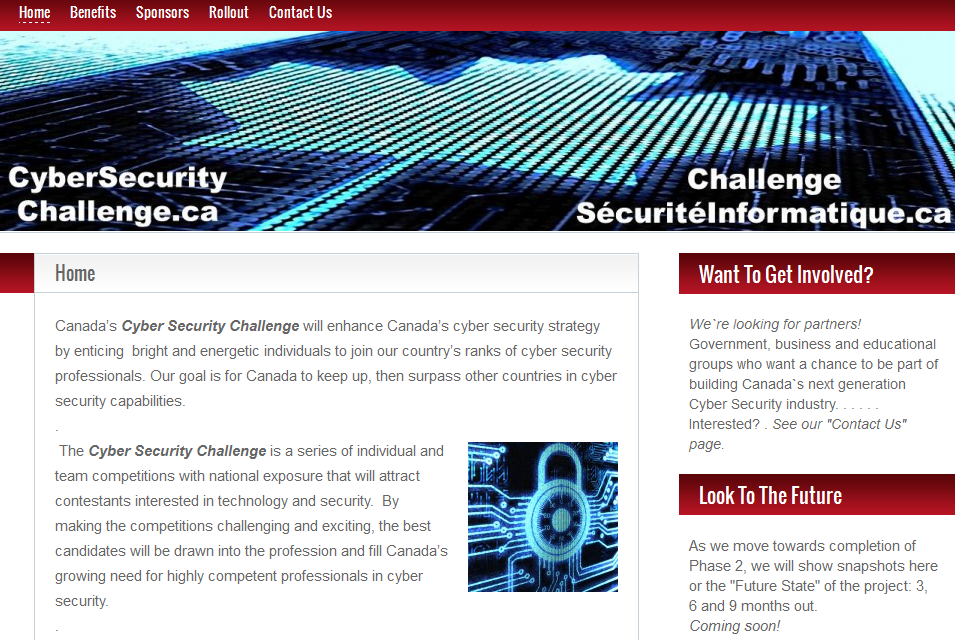 Home Benefits Sponsors Rollout Contact Us
CyberSecurity
Challenge.ca
Challenge
SécuritéInformatique.ca
Home
Canada’s Cyber Security Challenge will enhance Canada’s cyber security strategy
by enticing  bright and energetic individuals to join our country’s ranks of cyber security
professionals. Our goal is for Canada to keep up, then surpass other countries in cyber
security capabilities.
.
The Cyber Security Challenge is a series of individual and
team competitions with national exposure that will attract
contestants interested in technology and security.  By
making the competitions challenging and exciting, the best
candidates will be drawn into the profession and fill Canada’s
growing need for highly competent professionals in cyber
security.
.
Want To Get Involved?
We`re looking for partners!
Government, business and educational
groups who want a chance to be part of
building Canada`s next generation
Cyber Security industry. . . . . .
Interested? . See our "Contact Us"
page.
Look To The Future
As we move towards completion of
Phase 2, we will show snapshots here
or the "Future State" of the project: 3,
6 and 9 months out.
Coming soon!